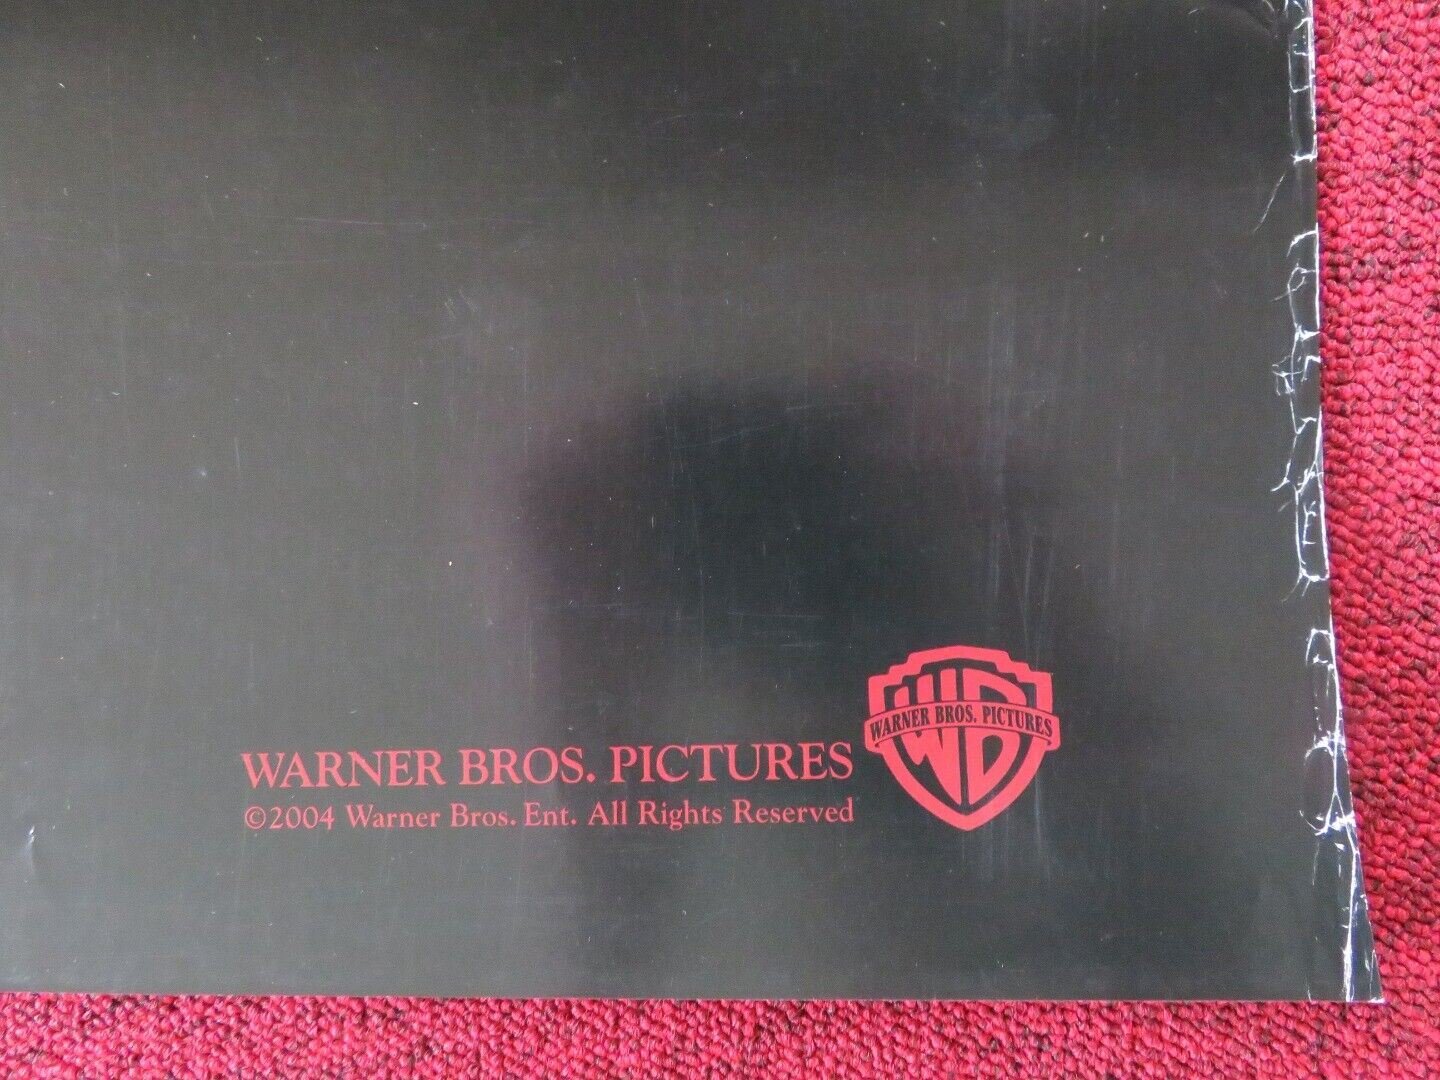 WARNER BROS. PICTURES
©2004 Warner Bros. Ent. All Rights Reserved
WB
WARNER BROS. PICTURES